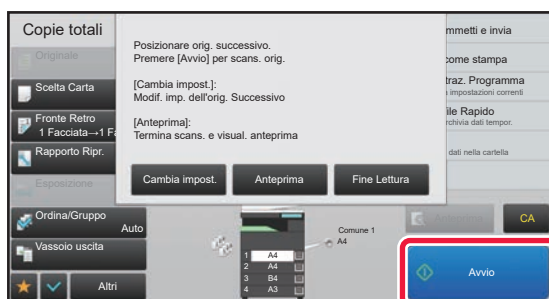 Copie totali
Originale
Scelta Carta
Fronte Retro
1 Facciata→1 Fa
Rapporto Ripr.
Esposizione
Ordina/Gruppo
Auto
Vassoio uscita
Altri
Posizionare orig. successivo.
Premere [Avvio] per scans. orig.
[Cambia impost.]:
Modif. imp. dell'orig. Successivo
[Anteprima]:
Termina scans. e visual. anteprima
Cambia impost.
Anteprima
Fine Lettura
1 A4
2 A4
3 B4
4 A3
Comune 1
A4
mmetti e invia
ome stampa
traz. Programma
impostazioni correnti
ile Rapido
rchivia dati tempor.
dati nella cartella
CA
Avvio